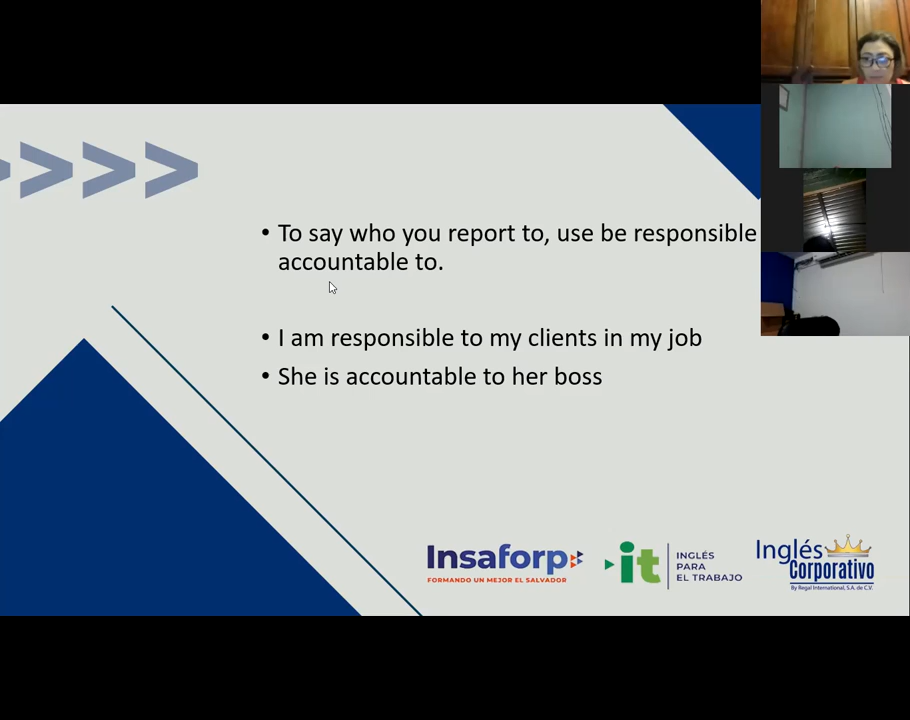 • To say who you report to, use be responsible
accountable to.
• I am responsible to my clients in my job
• She is accountable to her boss
Insaforp
FORMANDO UN MEJOR EL SALVADOR
it
INGLÉS
PARA
EL TRABAJO
Inglés
Corporativo
By Regal International, S.A. de C.V.